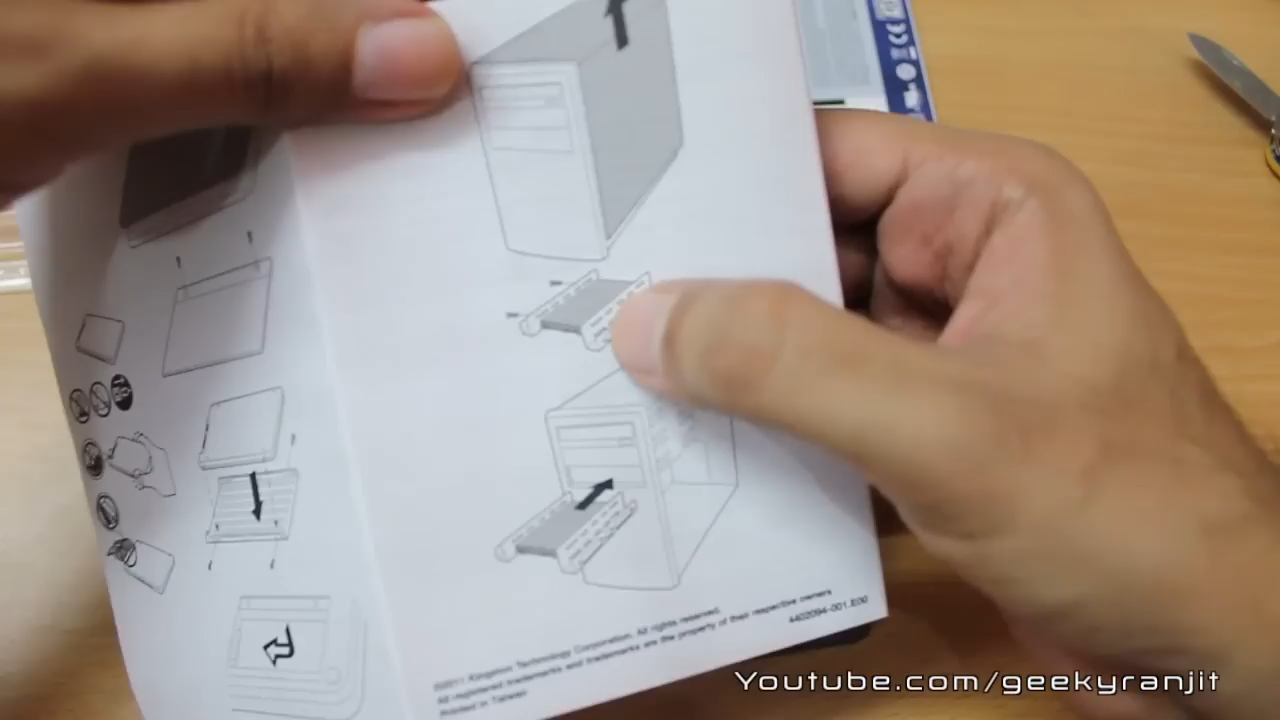 ©2011 Kingston Technology Corporation. All rights reserved.
All registered trademarks and trademarks are the property of their respective owners
Printed in Taiwan
4402094-001.E00
Youtube.com/geekyranjit